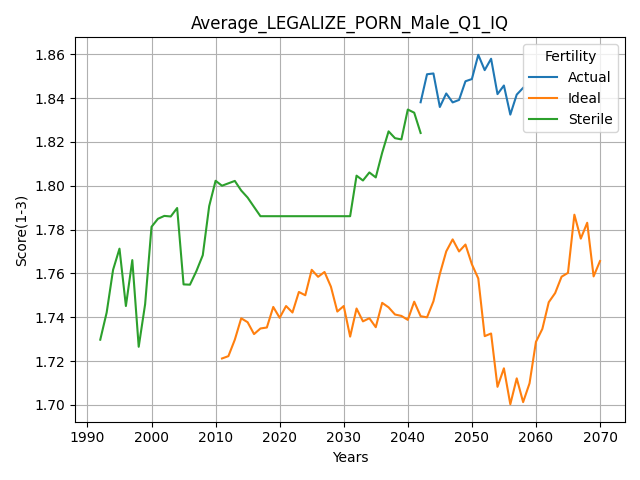 Average_LEGALIZE_PORN_Male_Q1_IQ
Fertility
Actual
Ideal
Sterile
Score(1-3)
1.86
1.84
1.82
1.80
1.78
1.76
1.74
1.72
1.70
1990 2000 2010 2020 2030 2040 2050 2060 2070
Years